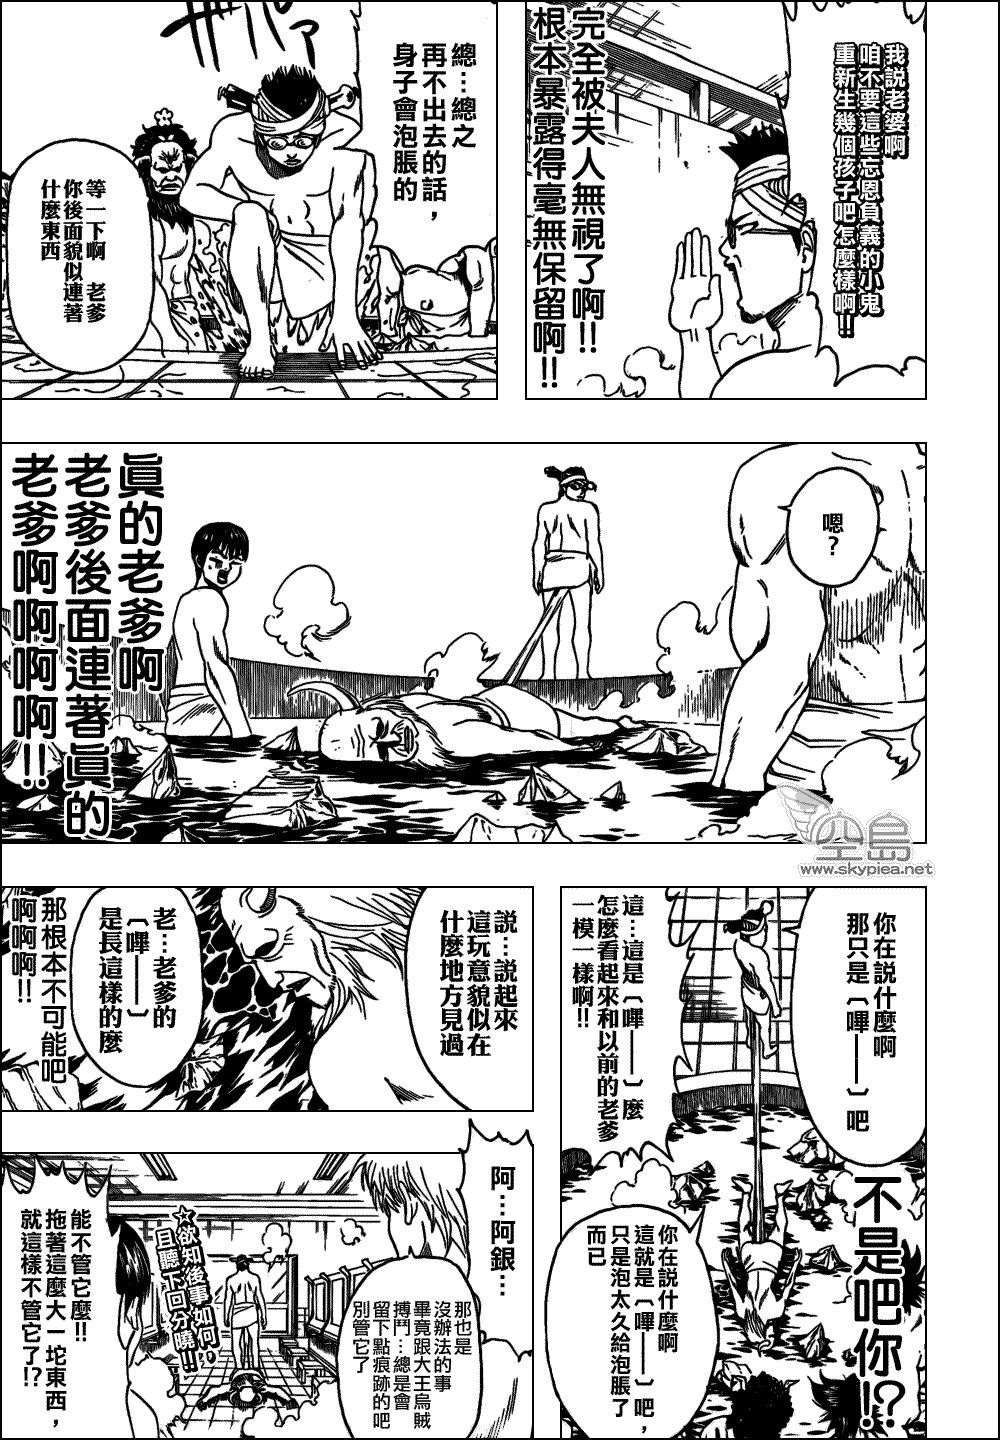 我說老婆啊
咱不要這些忘恩負義的小鬼
重新生幾個孩子吧怎麼樣啊!!
完全被夫人無視了啊!!
根本暴露得毫無保留啊!!
總…總之
再不出去的話，
身子會泡脹的
等一下啊　老爹
你後面貌似連著
什麼東西
嗯?
真的老爹啊
老爹後面連著真的
老爹啊啊啊啊!!
空島
www.skypiea.net
你在說什麼啊
那只是〔嗶——〕吧
這…這是〔嗶——〕麼
怎麼看起來和以前的老爹
一模一樣啊!!
不是吧你!?
你在說什麼啊
這就是〔嗶——〕吧，
只是泡太久給泡脹了
而已
說…說起來
這玩意貌似在
什麼地方見過
老…老爹的
〔嗶——〕
是長這樣的麼
那根本不可能吧
啊啊啊!!
阿…阿銀…
那也是
沒辦法的事
畢竟跟大王烏賊
搏鬥…總是會
留下點痕跡的吧
別管它了
☆欲知後事如何，
且聽下回分曉!!
能不管它麼!!
拖著這麼大一坨東西，
就這樣不管它了!?